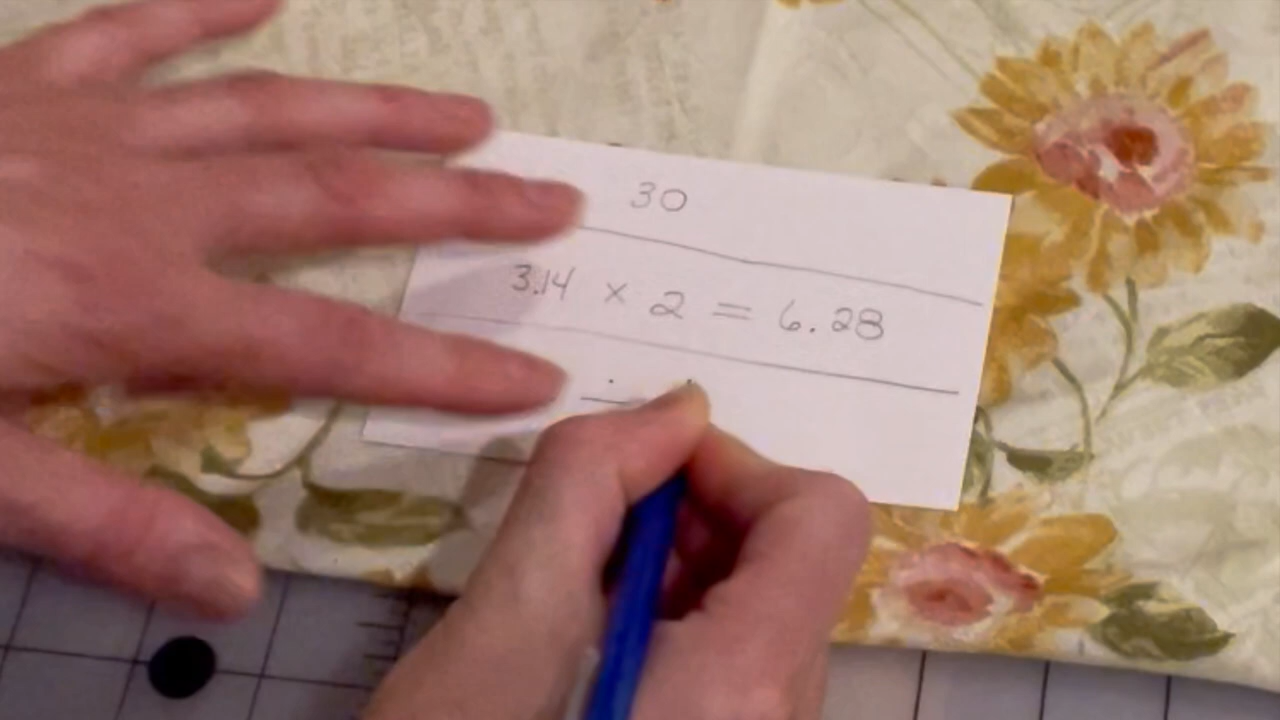 30
3.14 × 2 = 6.28
÷